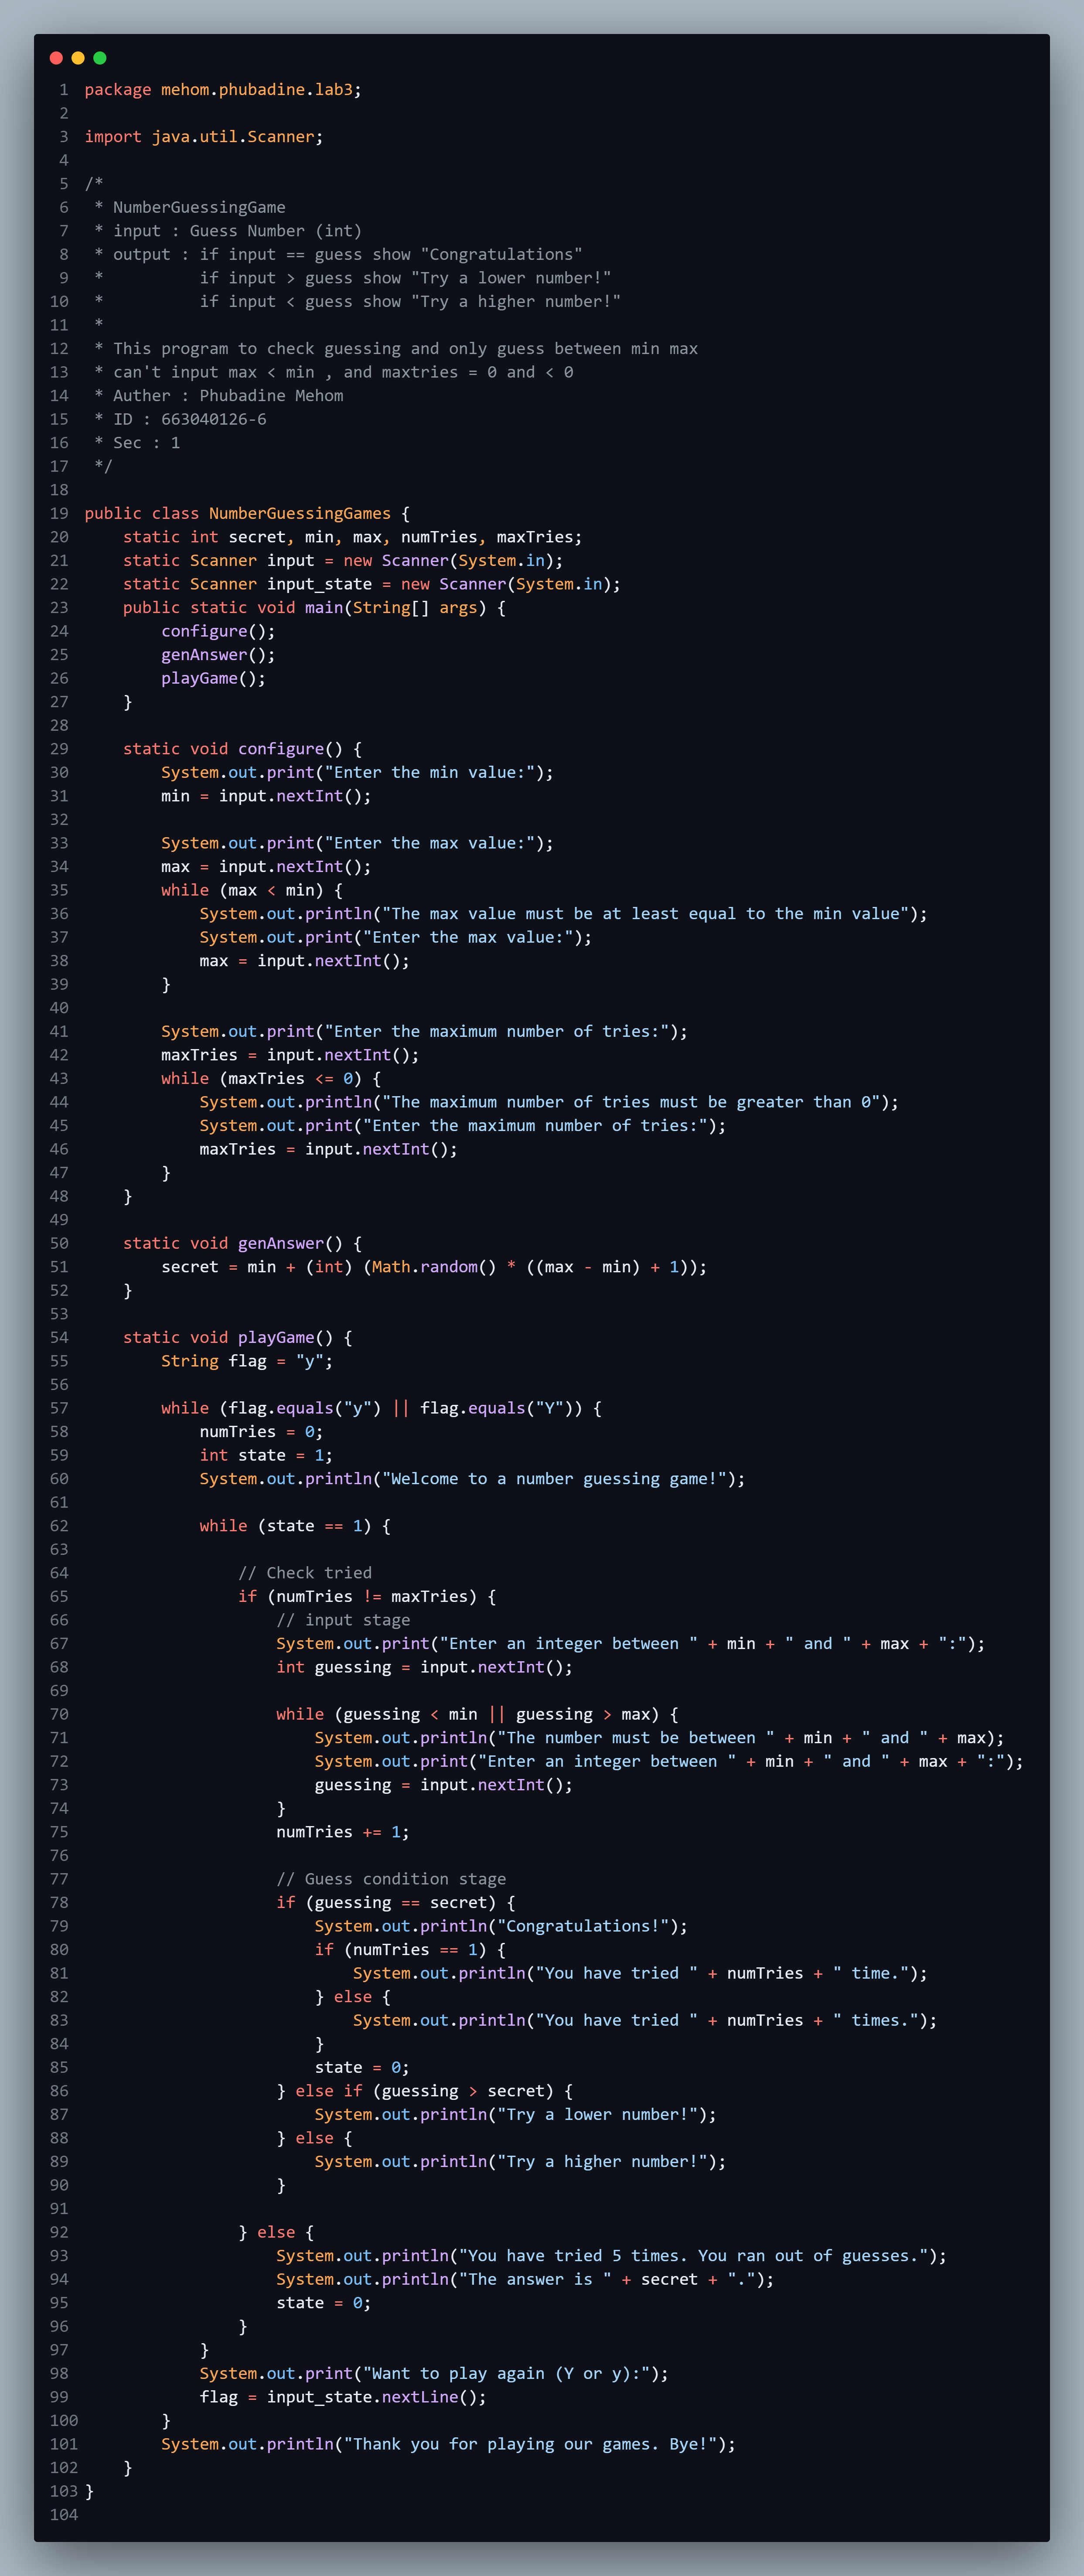 1 package mehom.phubadine.lab3;
2
3 import java.util.Scanner;
4
5 /*
6  * NumberGuessingGame
7  * input : Guess Number (int)
8  * output : if input == guess show "Congratulations"
9  *          if input > guess show "Try a lower number!"
10  *          if input < guess show "Try a higher number!"
11  *
12  * This program to check guessing and only guess between min max
13  * can't input max < min , and maxtries = 0 and < 0
14  * Auther : Phubadine Mehom
15  * ID : 663040126-6
16  * Sec : 1
17  */
18
19 public class NumberGuessingGames {
20     static int secret, min, max, numTries, maxTries;
21     static Scanner input = new Scanner(System.in);
22     static Scanner input_state = new Scanner(System.in);
23     public static void main(String[] args) {
24         configure();
25         genAnswer();
26         playGame();
27     }
28
29     static void configure() {
30         System.out.print("Enter the min value:");
31         min = input.nextInt();
32
33         System.out.print("Enter the max value:");
34         max = input.nextInt();
35         while (max < min) {
36             System.out.println("The max value must be at least equal to the min value");
37             System.out.print("Enter the max value:");
38             max = input.nextInt();
39         }
40
41         System.out.print("Enter the maximum number of tries:");
42         maxTries = input.nextInt();
43         while (maxTries <= 0) {
44             System.out.println("The maximum number of tries must be greater than 0");
45             System.out.print("Enter the maximum number of tries:");
46             maxTries = input.nextInt();
47         }
48     }
49
50     static void genAnswer() {
51         secret = min + (int) (Math.random() * ((max - min) + 1));
52     }
53
54     static void playGame() {
55         String flag = "y";
56
57         while (flag.equals("y") || flag.equals("Y")) {
58             numTries = 0;
59             int state = 1;
60             System.out.println("Welcome to a number guessing game!");
61
62             while (state == 1) {
63
64                 // Check tried
65                 if (numTries != maxTries) {
66                     // input stage
67                     System.out.print("Enter an integer between " + min + " and " + max + ":");
68                     int guessing = input.nextInt();
69
70                     while (guessing < min || guessing > max) {
71                         System.out.println("The number must be between " + min + " and " + max);
72                         System.out.print("Enter an integer between " + min + " and " + max + ":");
73                         guessing = input.nextInt();
74                     }
75                     numTries += 1;
76
77                     // Guess condition stage
78                     if (guessing == secret) {
79                         System.out.println("Congratulations!");
80                         if (numTries == 1) {
81                             System.out.println("You have tried " + numTries + " time.");
82                         } else {
83                             System.out.println("You have tried " + numTries + " times.");
84                         }
85                         state = 0;
86                     } else if (guessing > secret) {
87                         System.out.println("Try a lower number!");
88                     } else {
89                         System.out.println("Try a higher number!");
90                     }
91
92                 } else {
93                     System.out.println("You have tried 5 times. You ran out of guesses.");
94                     System.out.println("The answer is " + secret + ".");
95                     state = 0;
96                 }
97             }
98             System.out.print("Want to play again (Y or y):");
99             flag = input_state.nextLine();
100         }
101         System.out.println("Thank you for playing our games. Bye!");
102     }
103 }
104